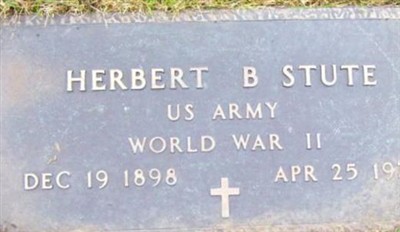 HERBERT B STUTE
US ARMY
WORLD WAR II
DEC 19 1898 APR 25